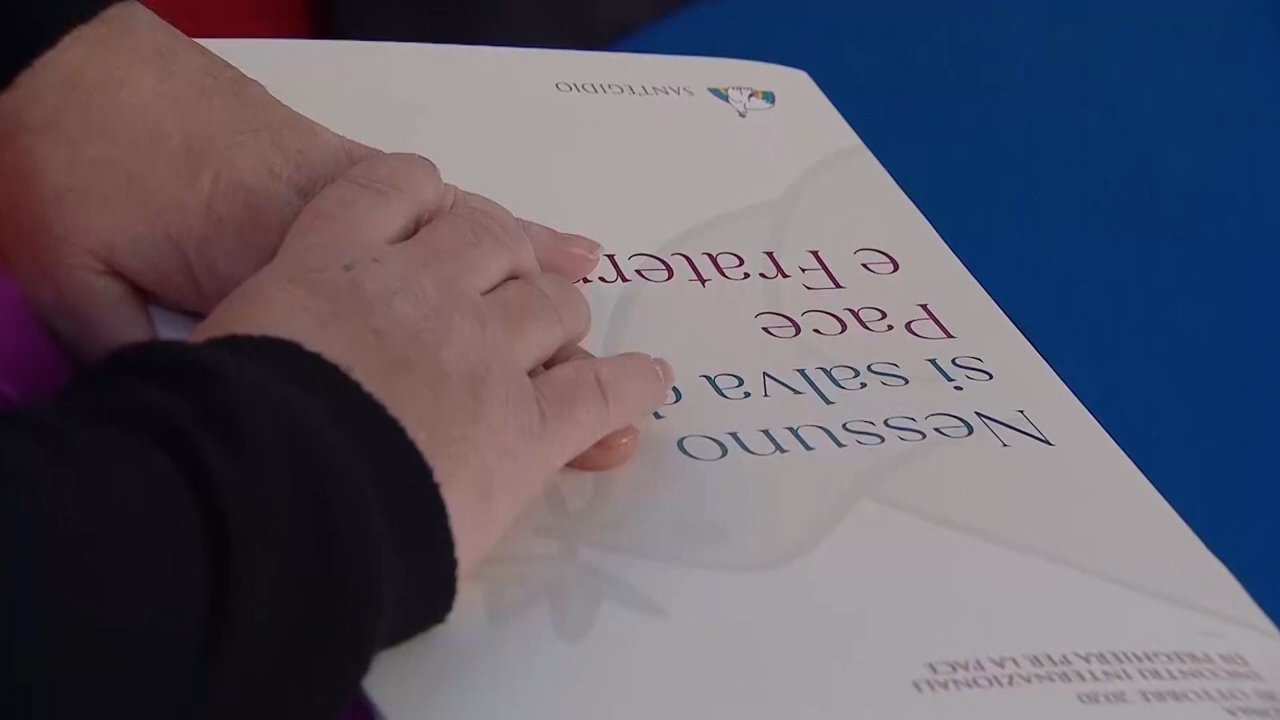 OTTOBRE 2020
INCONTRI INTERNAZIONALI
DI PREGHIERA PER LA PACE
Nessuno
si salva
Pace
e Frater
SANT'EGIDIO